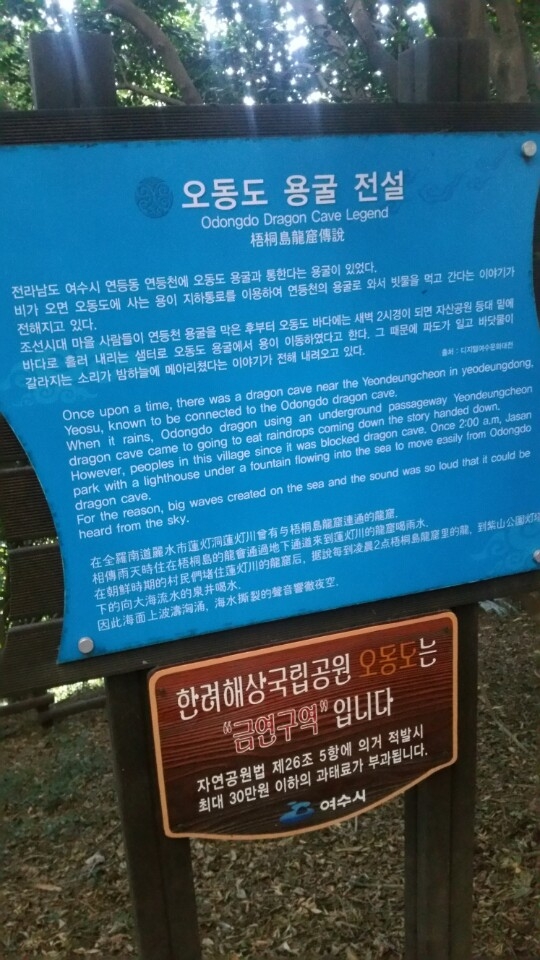 오동도 용굴 전설
Odongdo Dragon Cave Legend
梧桐島龍窟傳說
전라남도 여수시 연등동 연등천에 오동도 용굴과 통한다는 용굴이 있었다.
비가 오면 오동도에 사는 용이 지하통로를 이용하여 연등천의 용굴로 와서 빗물을 먹고 간다는 이야기가
전해지고 있다.
조선시대 마을 사람들이 연등천 용굴을 막은 후부터 오동도 바다에는 새벽 2시경이 되면 자산공원 등대 밑에
바다로 흘러 내리는 샘터로 오동도 용굴에서 용이 이동하였다고 한다. 그 때문에 파도가 일고 바닷물이
갈라지는 소리가 밤하늘에 메아리쳤다는 이야기가 전해 내려오고 있다.
출처 : 디지털여수문화대전
Once upon a time, there was a dragon cave near the Yeondeungcheon in yeodeungdong,
Yeosu, known to be connected to the Odongdo dragon cave.
When it rains, Odongdo dragon using an underground passageway Yeondeungcheon
dragon cave came to going to eat raindrops coming down the story handed down.
However, peoples in this village since it was blocked dragon cave. Once 2:00 a.m, Jasan
park with a lighthouse under a fountain flowing into the sea to move easily from Odongdo
dragon cave.
For the reason, big waves created on the sea and the sound was so loud that it could be
heard from the sky.
在全羅南道麗水市蓮灯洞蓮灯川曾有与梧桐島龍窟連通的龍窟.
相傳雨天時住在梧桐島的龍會通過地下通道來到蓮灯川的龍窟喝雨水.
在朝鮮時期的村民們堵住蓮灯川的龍窟后, 据說每到凌晨2点梧桐島龍窟里的龍, 到紫山公園灯塔
下的向大海流水的泉井喝水.
因此海面上波濤洶涌, 海水撕裂的聲音響徹夜空.
한려해상국립공원 오동도는
“금연구역”입니다
자연공원법 제26조 5항에 의거 적발시
최대 30만원 이하의 과태료가 부과됩니다.
여수시